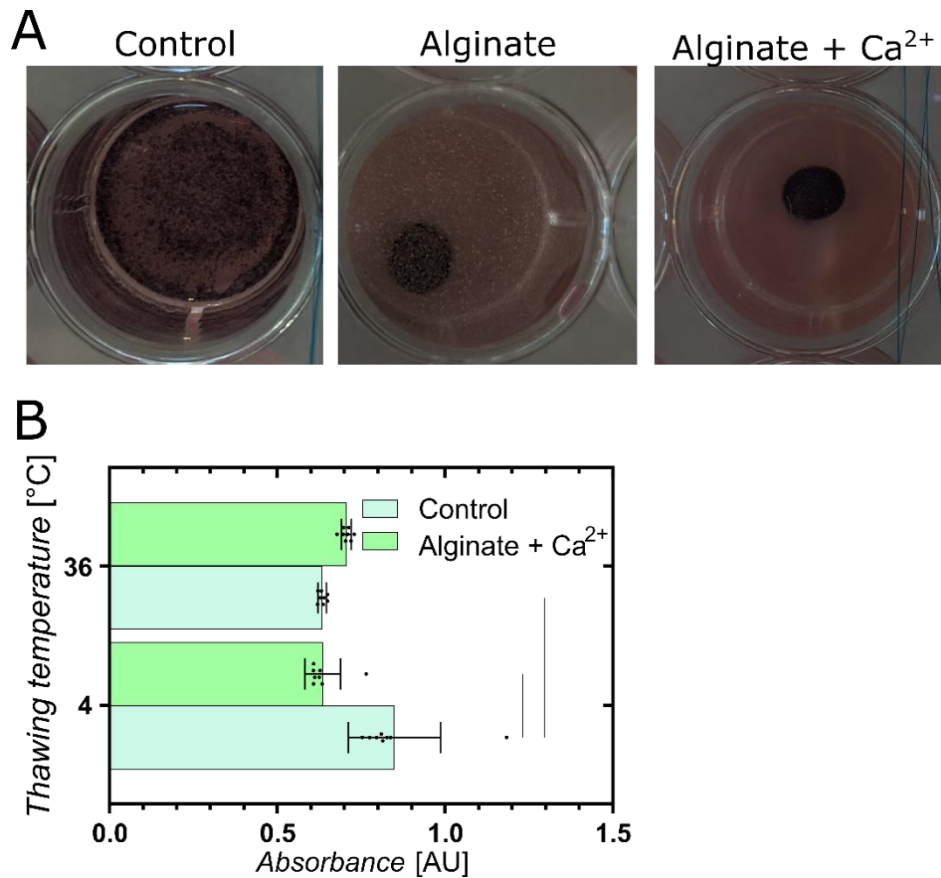 A
Control
Alginate
Alginate + Ca²⁺
B
Thawing temperature [°C]
36
4
Control
Alginate + Ca²⁺
0.0 0.5 1.0 1.5
Absorbance [AU]